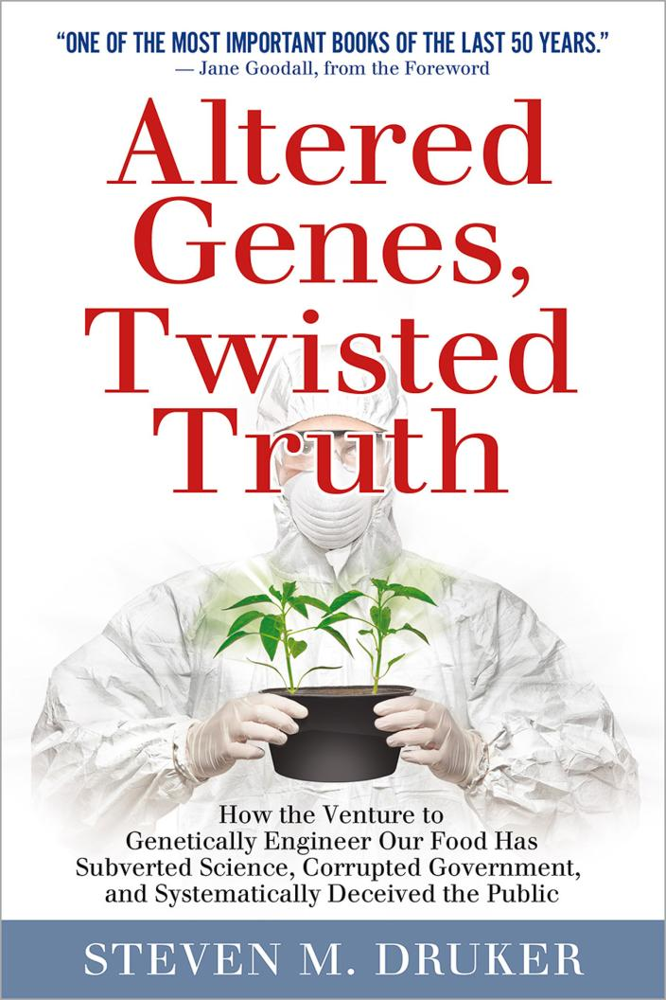 “ONE OF THE MOST IMPORTANT BOOKS OF THE LAST 50 YEARS.”
— Jane Goodall, from the Foreword
Altered
Genes,
Twisted
Truth
How the Venture to
Genetically Engineer Our Food Has
Subverted Science, Corrupted Government,
and Systematically Deceived the Public
STEVEN M. DRUKER